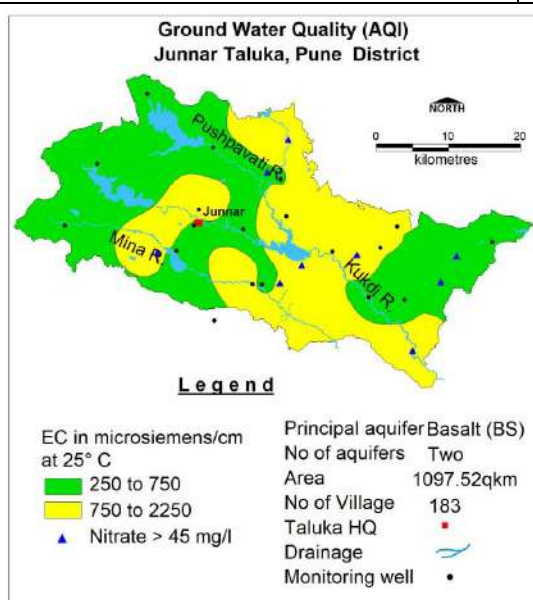 Ground Water Quality (AQI)
Junnar Taluka, Pune District
NORTH
0 10 20
kilometres
Pushpavati R.
Junnar
Mina R.
Kukdj R.
Legend
EC in microsiemens/cm
at 25° C
250 to 750
750 to 2250
Nitrate > 45 mg/l
Principal aquifer Basalt (BS)
No of aquifers Two
Area 1097.52qkm
No of Village 183
Taluka HQ
Drainage
Monitoring well